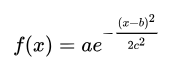 f(x) = ae^{-\frac{(x-b)^2}{2c^2}}